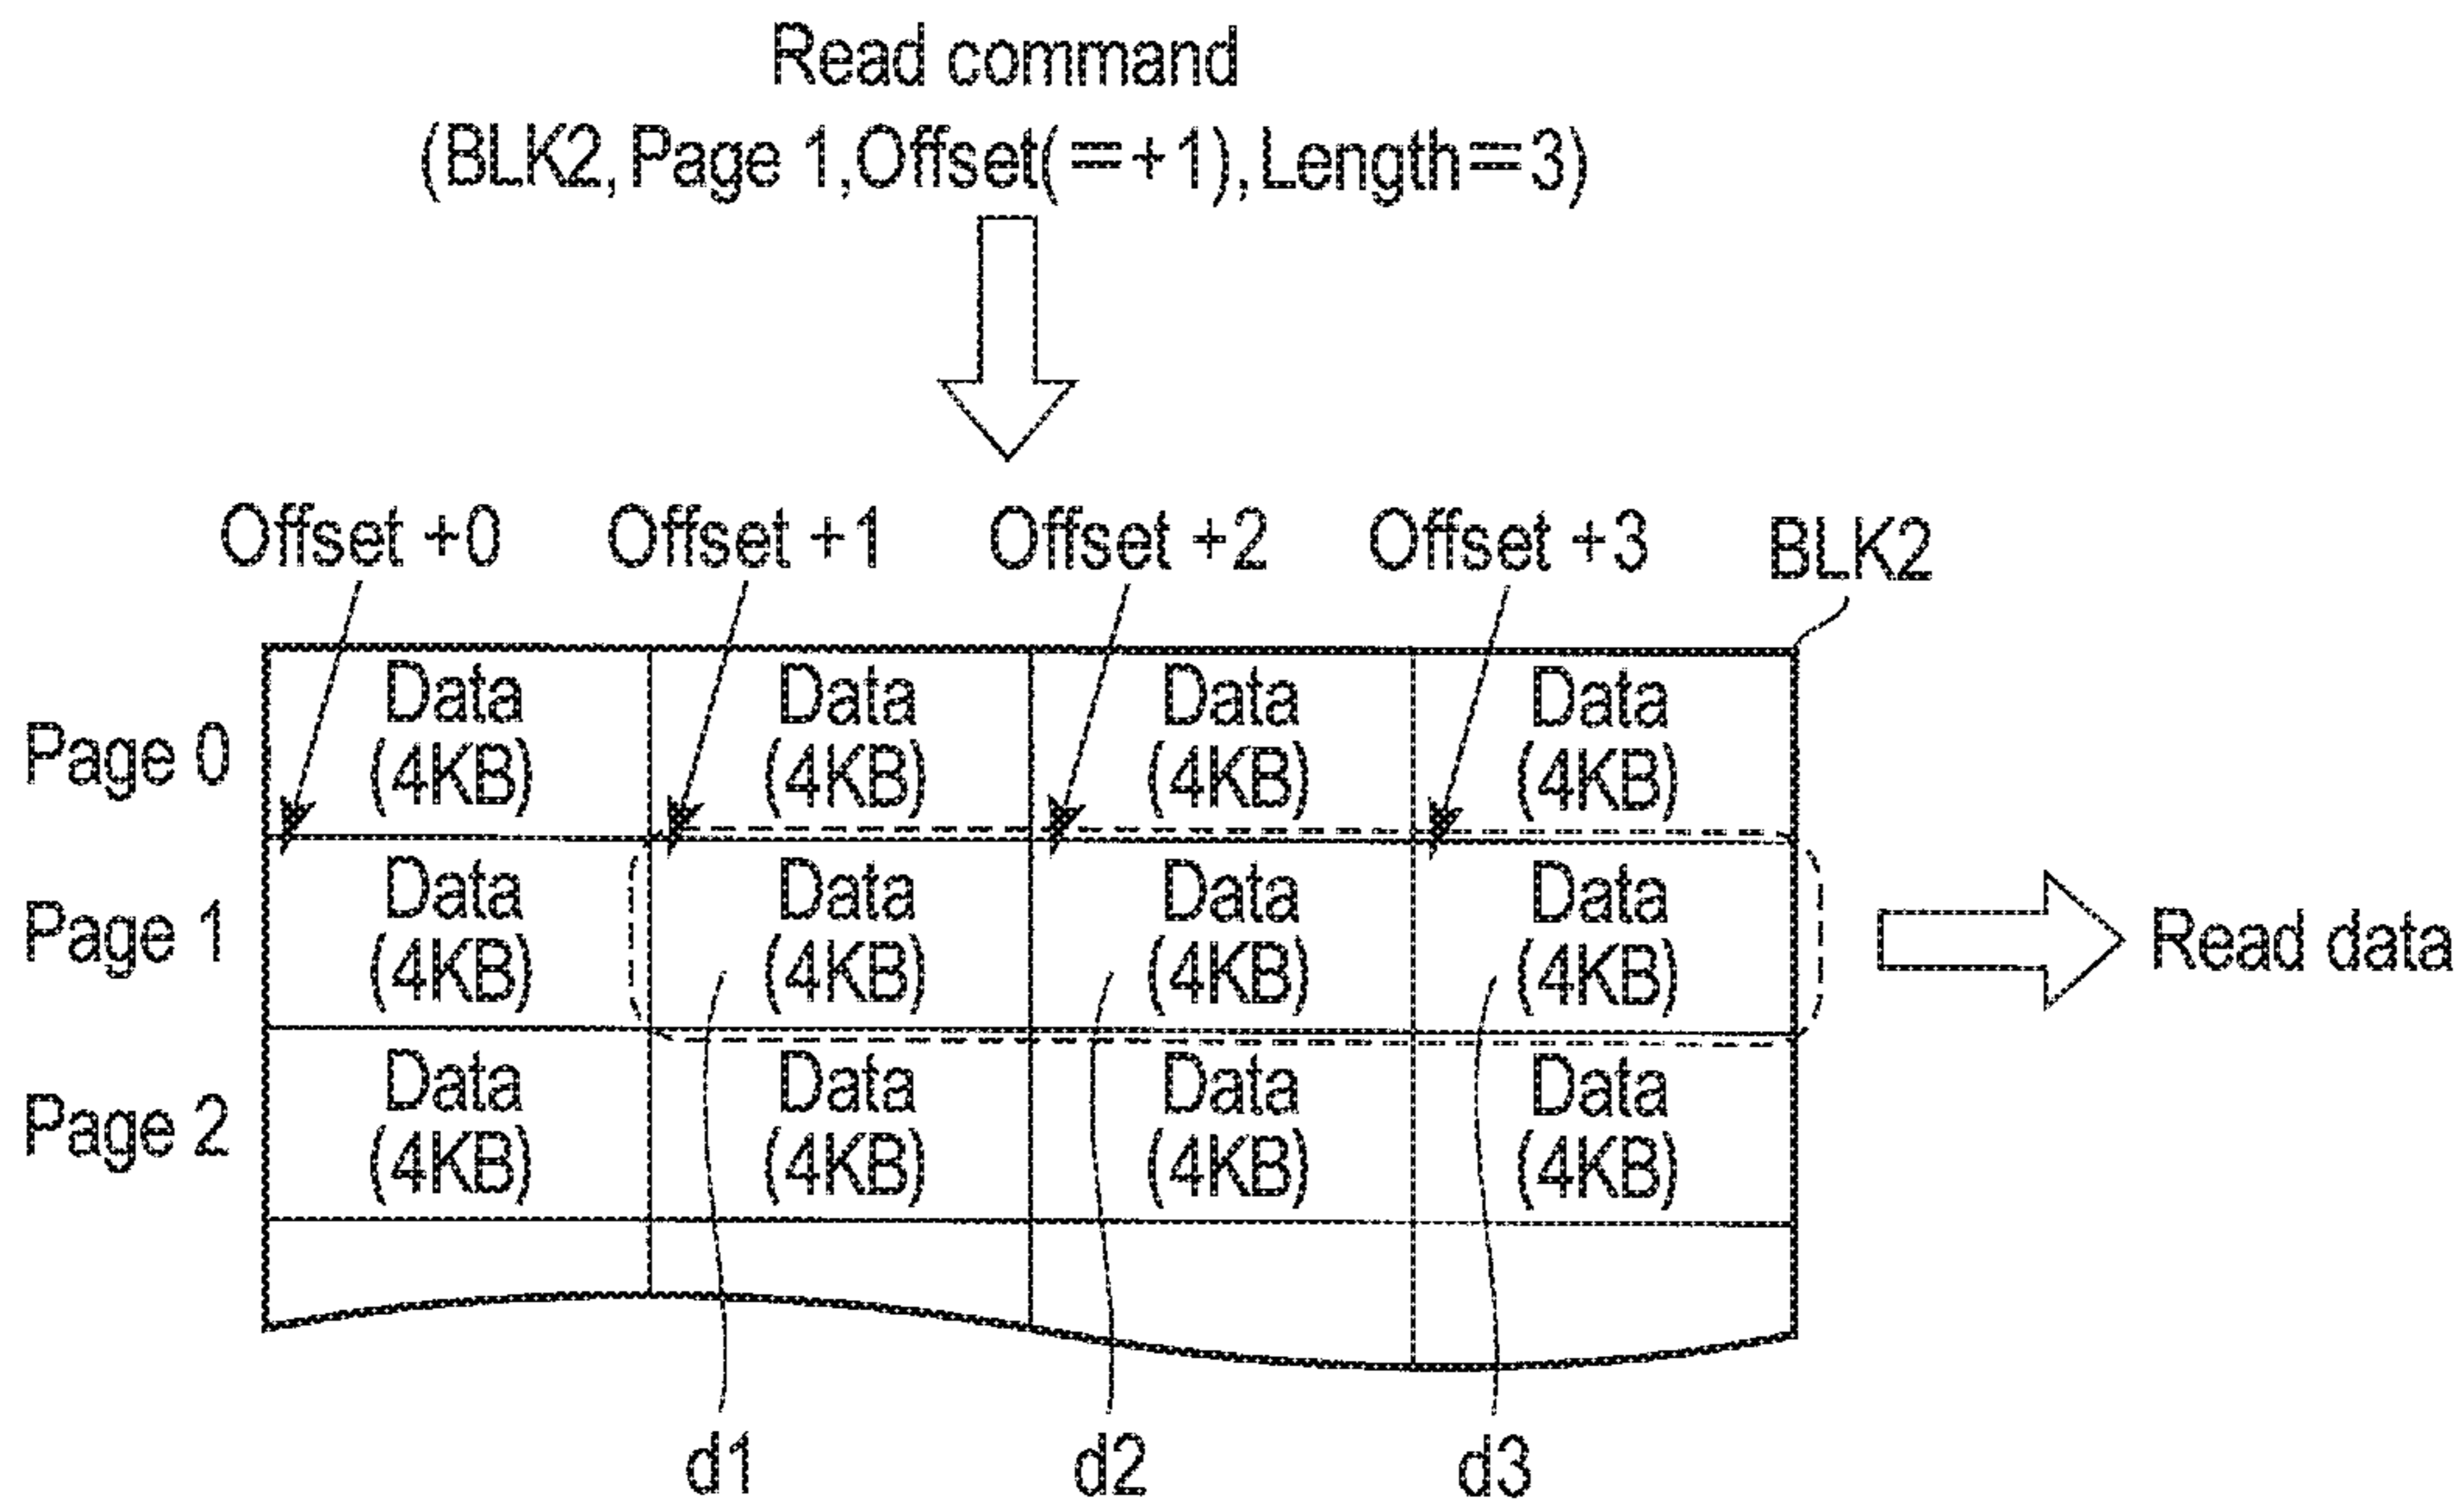 Read command
(BLK2, Page 1, Offset(=+1), Length=3)
Offset +0 Offset +1 Offset +2 Offset +3 BLK2
Data Data Data Data
Page 0
(4KB) (4KB) (4KB) (4KB)
Data Data Data Data
Page 1 Read data
(4KB) (4KB) (4KB) (4KB)
Data Data Data Data
Page 2
(4KB) (4KB) (4KB) (4KB)
d1 d2 d3